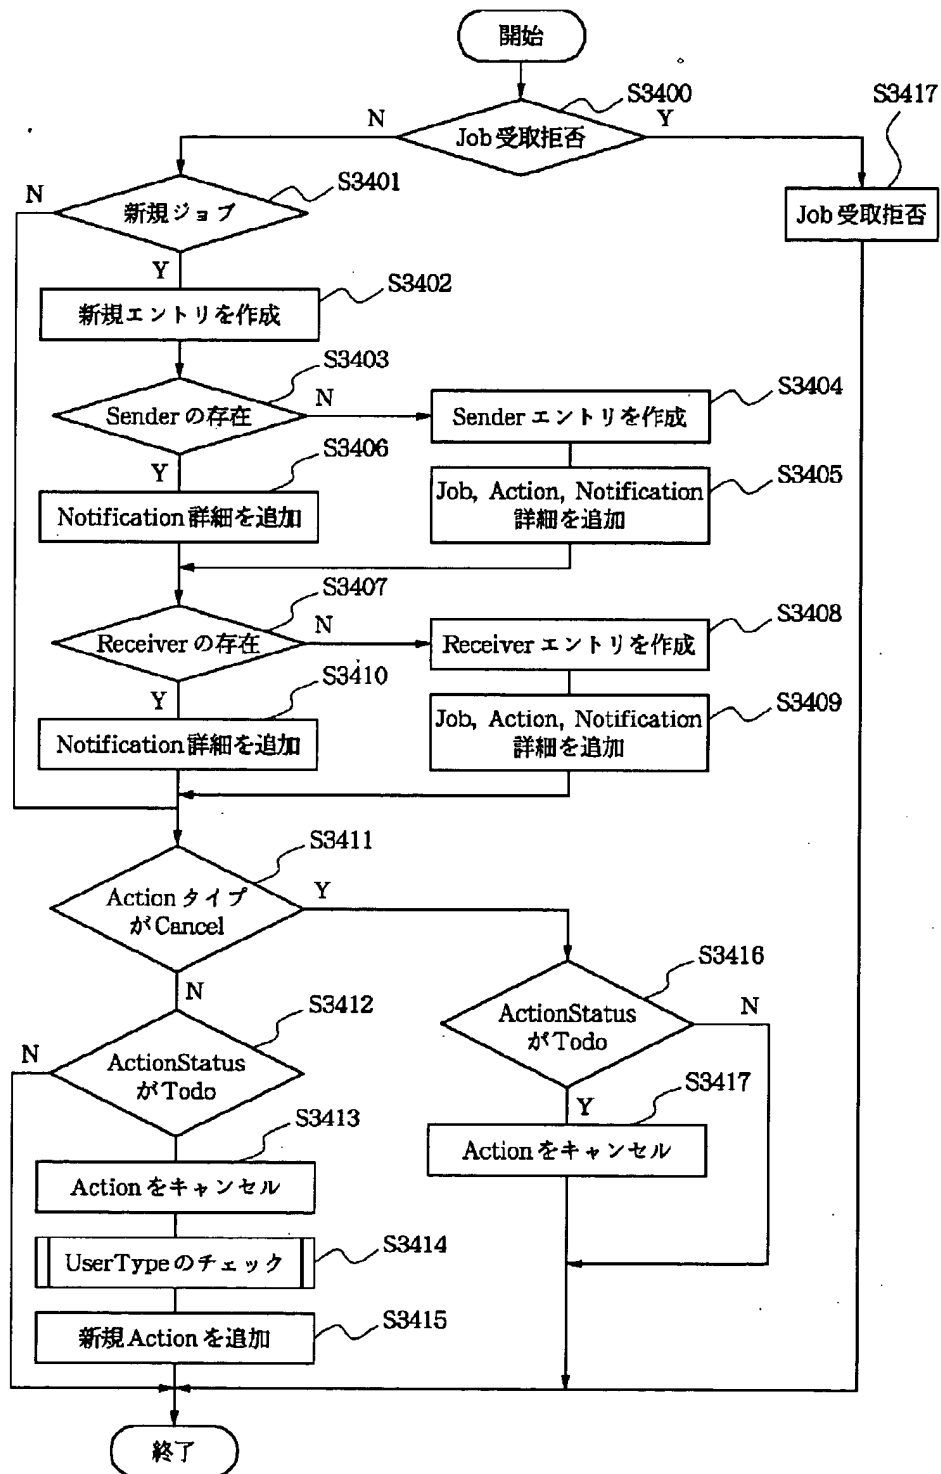 開始
S3400
S3417
N
Y
Job受取拒否
N
S3401
新規ジョブ
Job受取拒否
Y
S3402
新規エントリを作成
S3403
N
S3404
Senderの存在
Senderエントリを作成
Y
S3406
S3405
Notification詳細を追加
Job, Action, Notification
詳細を追加
S3407
N
S3408
Receiverの存在
Receiverエントリを作成
Y
S3410
S3409
Notification詳細を追加
Job, Action, Notification
詳細を追加
S3411
Actionタイプ
がCancel
Y
S3416
N
S3412
ActionStatus
がTodo
N
N
ActionStatus
がTodo
S3417
Y
S3413
Actionをキャンセル
Actionをキャンセル
S3414
UserTypeのチェック
S3415
新規Actionを追加
終了